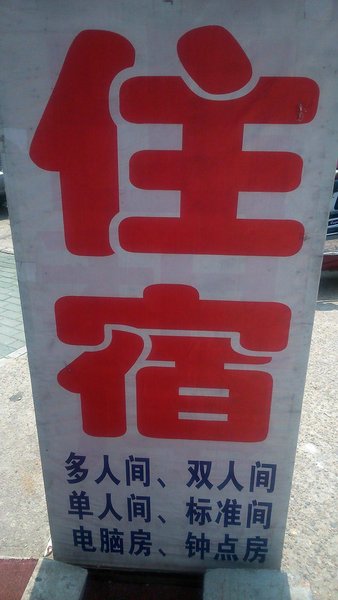 住
宿
多人间、双人间
单人间、标准间
电脑房、钟点房